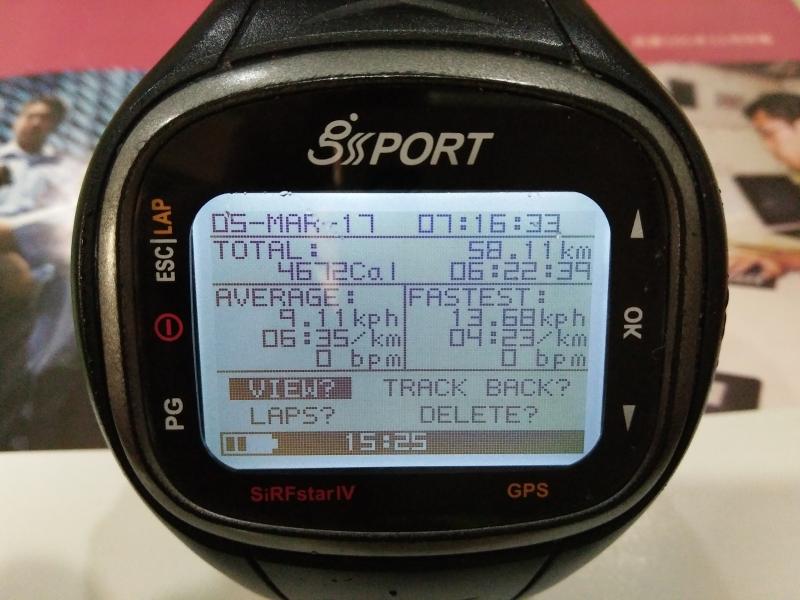 gsSPORT
05-MAR-17 07:16:33
TOTAL: 58.11km
4672Cal 06:22:39
AVERAGE: FASTEST:
9.11kph 13.68kph
06:35/km 04:23/km
0 bpm 0 bpm
VIEW? TRACK BACK?
LAPS? DELETE?
15:25
ESC|LAP
PG
OK
SiRFstarIV GPS